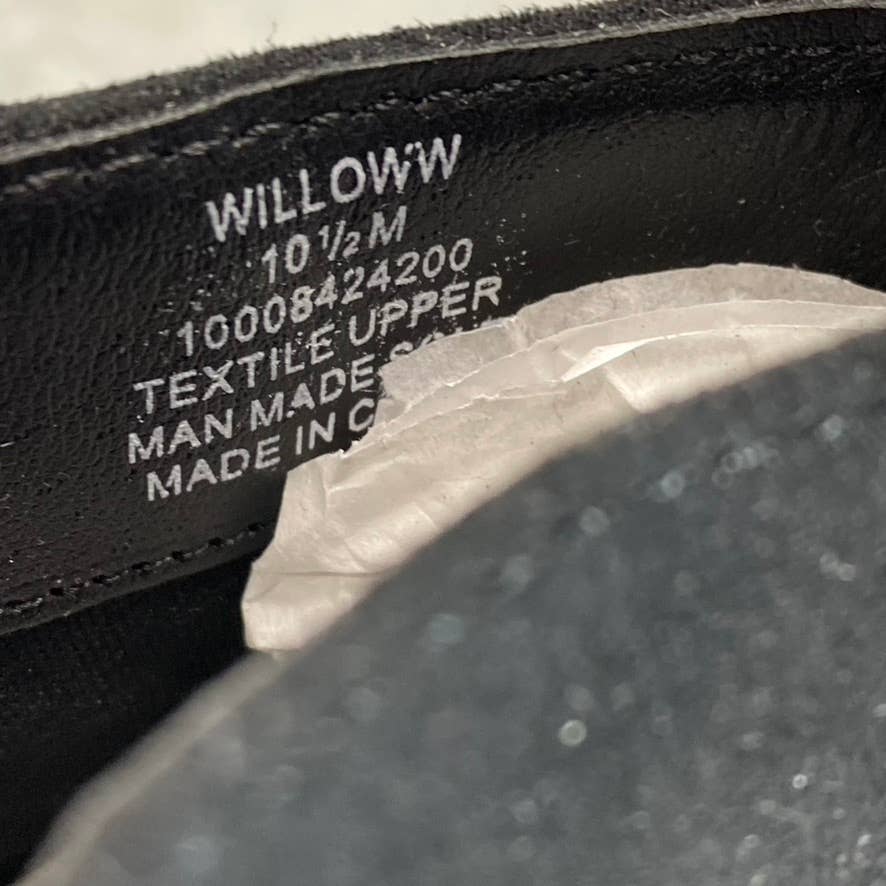 WILLOWW
10 1/2 M
10008424200
TEXTILE UPPER
MAN MADE
MADE IN